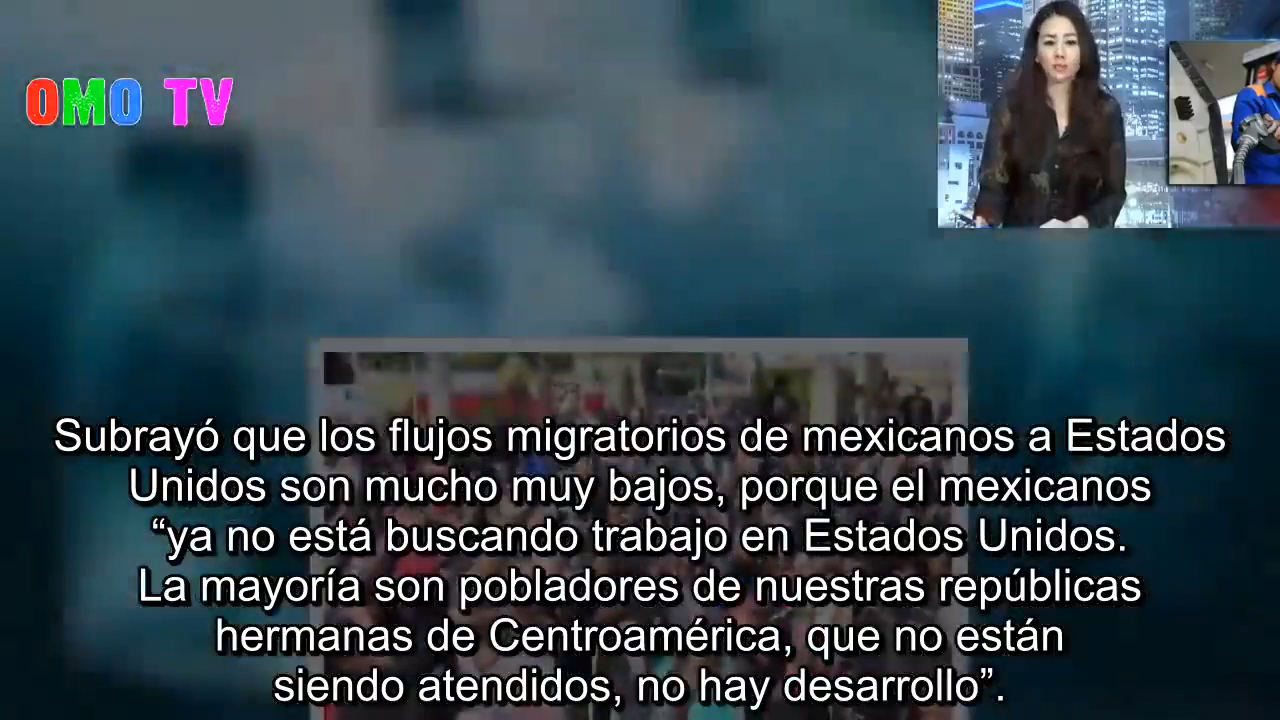 OMO TV
Subrayó que los flujos migratorios de mexicanos a Estados
Unidos son mucho muy bajos, porque el mexicanos
“ya no está buscando trabajo en Estados Unidos.
La mayoría son pobladores de nuestras repúblicas
hermanas de Centroamérica, que no están
siendo atendidos, no hay desarrollo”.